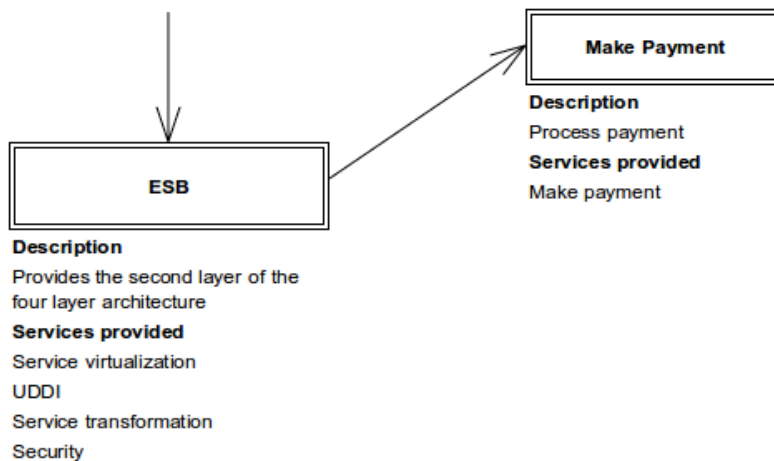 Make Payment
Description
Process payment
Services provided
Make payment
ESB
Description
Provides the second layer of the
four layer architecture
Services provided
Service virtualization
UDDI
Service transformation
Security